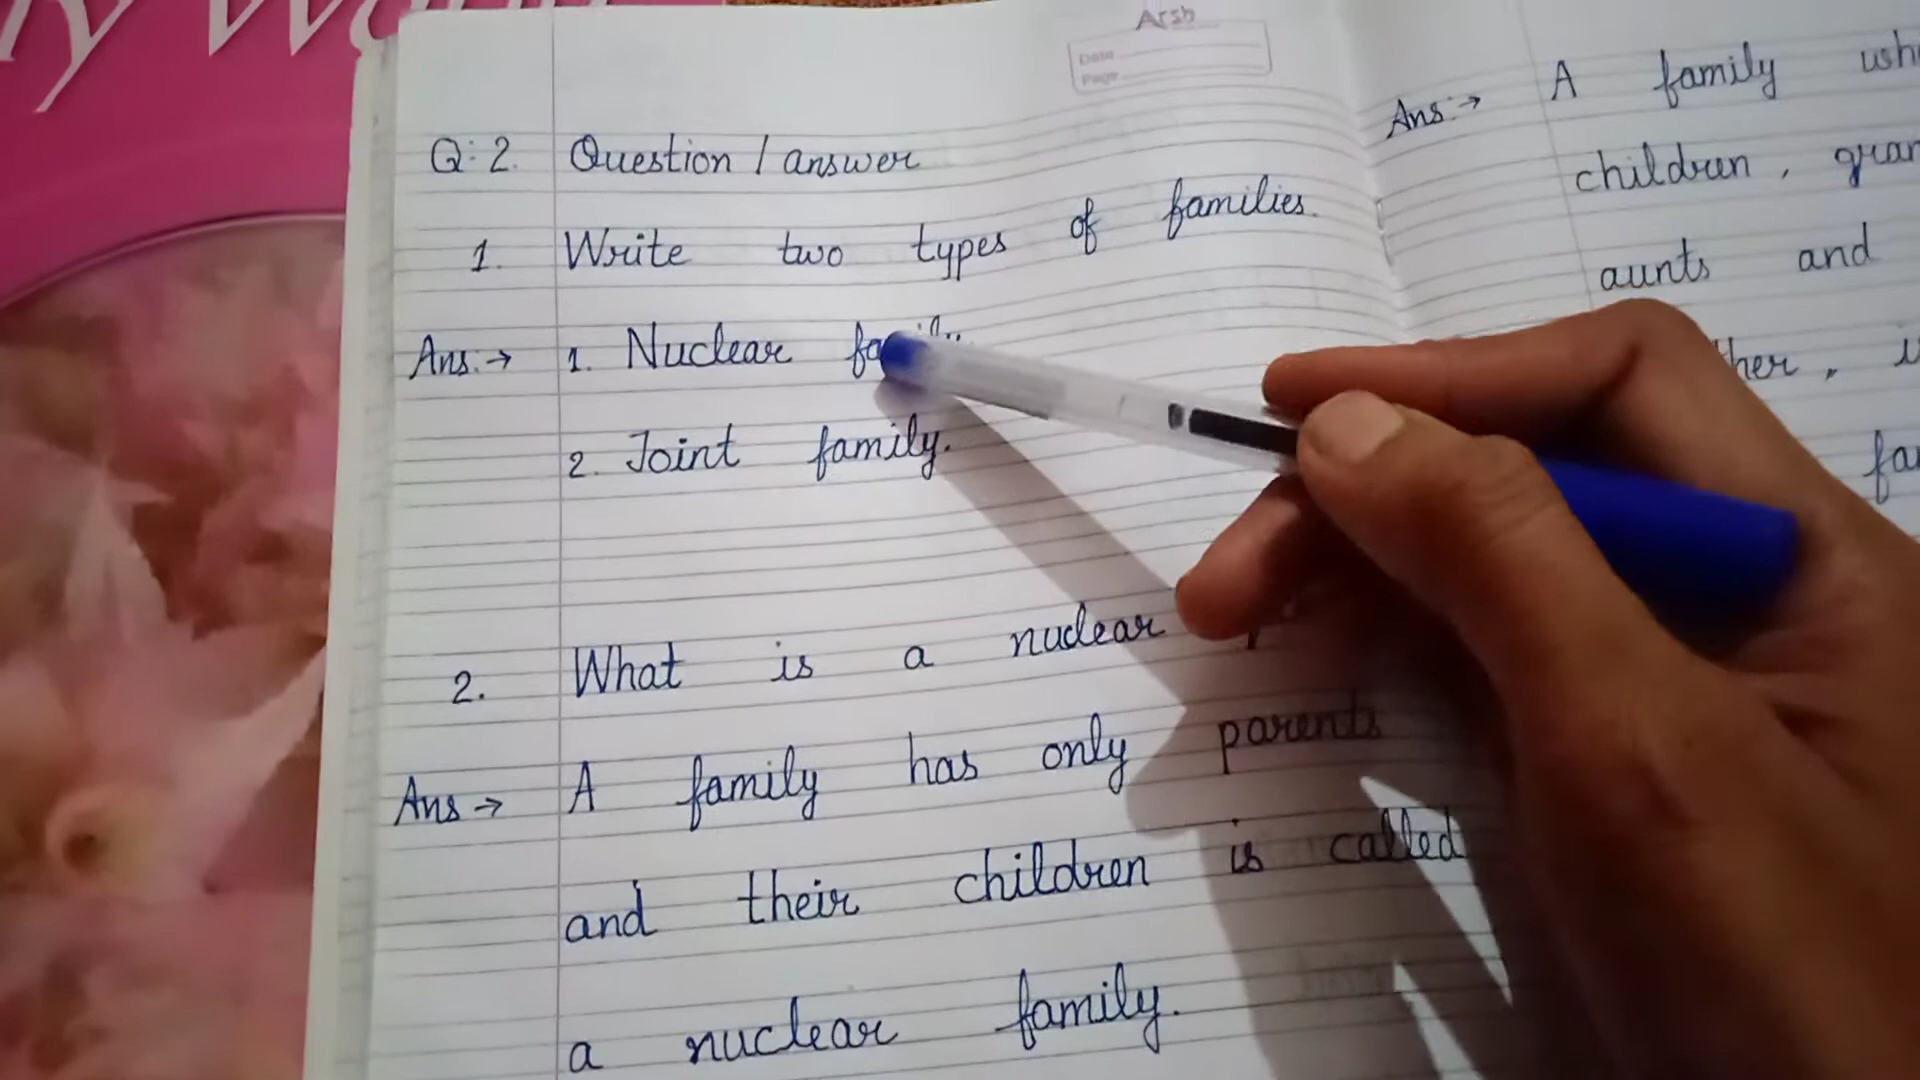 Arsh
Date
Page
Q:2. Question / answer
1. Write two types of families.
Ans:→ 1. Nuclear family.
2. Joint family.
2. What is a nuclear
Ans → A family has only parents
and their children is called
a nuclear family.
Ans:→ A family
children,
aunts and